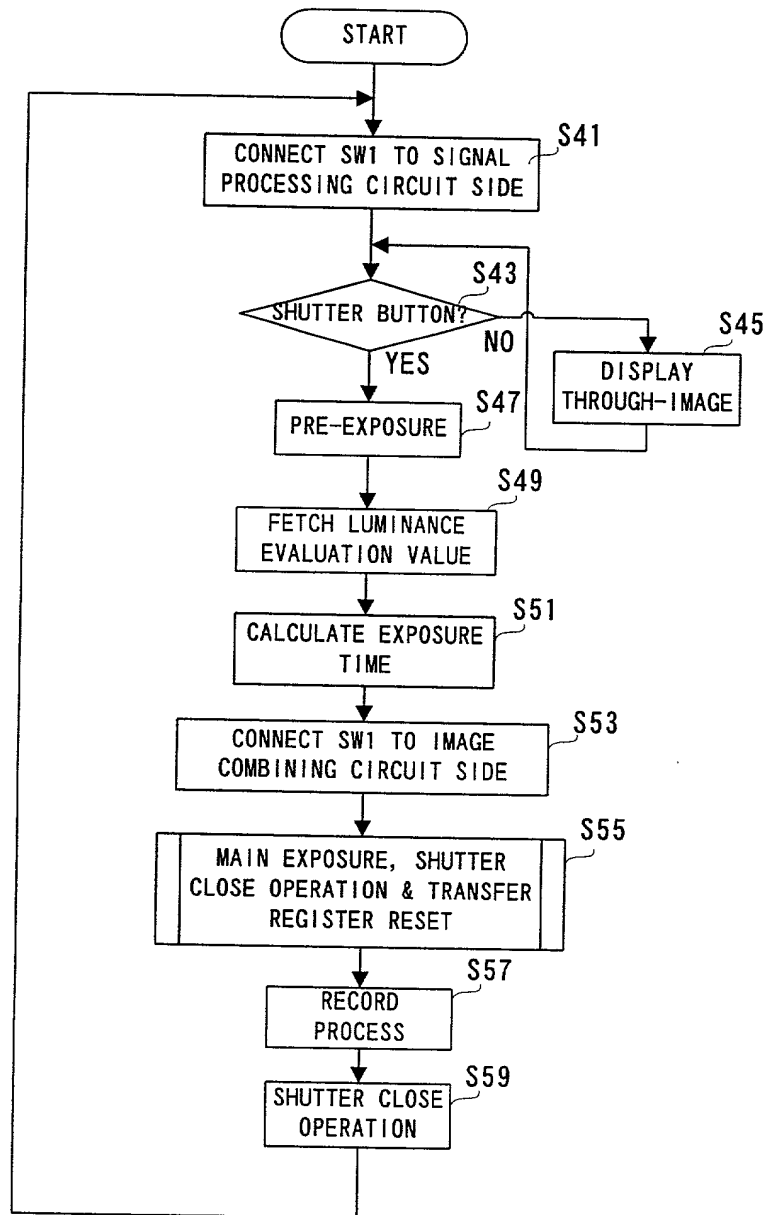 START
S41
CONNECT SW1 TO SIGNAL
PROCESSING CIRCUIT SIDE
S43
SHUTTER BUTTON?
NO
YES
S45
DISPLAY
THROUGH-IMAGE
S47
PRE-EXPOSURE
S49
FETCH LUMINANCE
EVALUATION VALUE
S51
CALCULATE EXPOSURE
TIME
S53
CONNECT SW1 TO IMAGE
COMBINING CIRCUIT SIDE
S55
MAIN EXPOSURE, SHUTTER
CLOSE OPERATION & TRANSFER
REGISTER RESET
S57
RECORD
PROCESS
S59
SHUTTER CLOSE
OPERATION